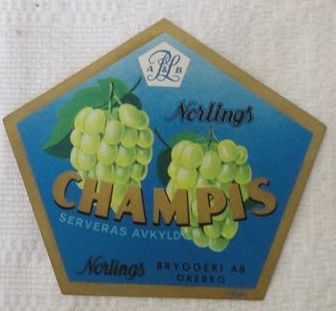 A P&L B
Norlings
CHAMPIS
SERVERAS AVKYLD
Norlings BRYGGERI AB
ÖREBRO